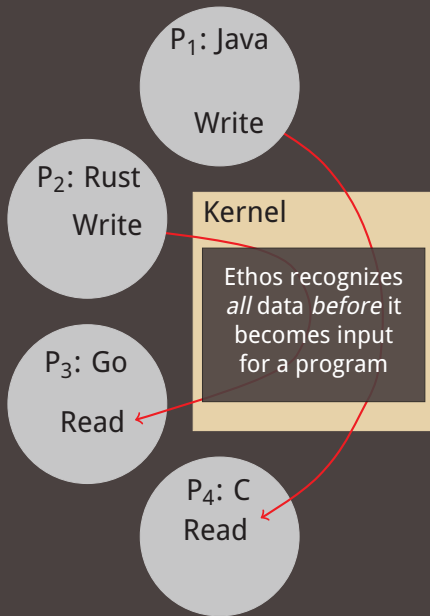 P₁: Java
Write
P₂: Rust
Write
Kernel
Ethos recognizes
all data before it
becomes input
for a program
P₃: Go
Read
P₄: C
Read